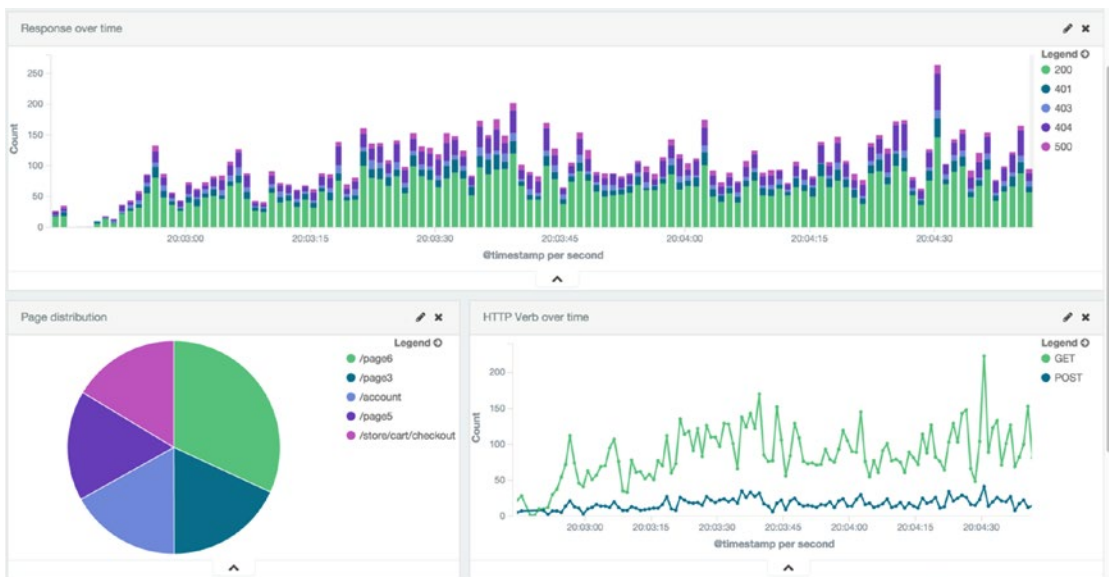 Response over time
Legend
250
200
150
100
50
0
Count
200
401
403
404
500
20:03:00 20:03:15 20:03:30 20:03:45 20:04:00 20:04:15 20:04:30
@timestamp per second
Page distribution
Legend
/page6
/page3
/account
/page5
/store/cart/checkout
HTTP Verb over time
Legend
GET
POST
200
150
100
50
0
Count
20:03:00 20:03:15 20:03:30 20:03:45 20:04:00 20:04:15 20:04:30
@timestamp per second